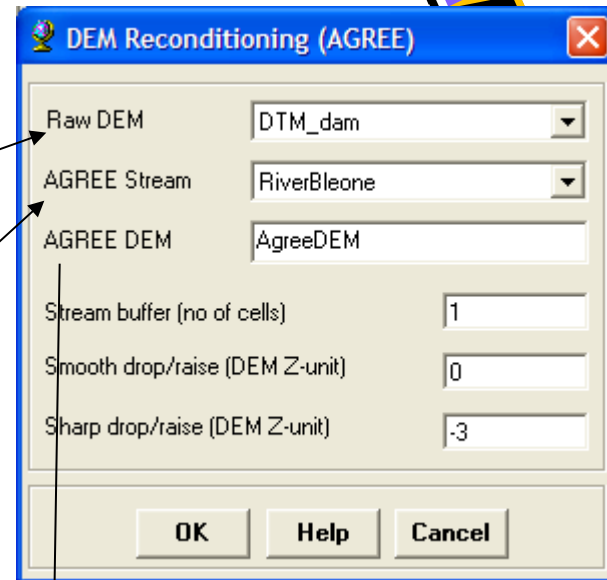 DEM Reconditioning (AGREE)
Raw DEM DTM_dam
AGREE Stream RiverBleone
AGREE DEM AgreeDEM
Stream buffer (no of cells) 1
Smooth drop/raise (DEM Z-unit) 0
Sharp drop/raise (DEM Z-unit) -3
OK Help Cancel